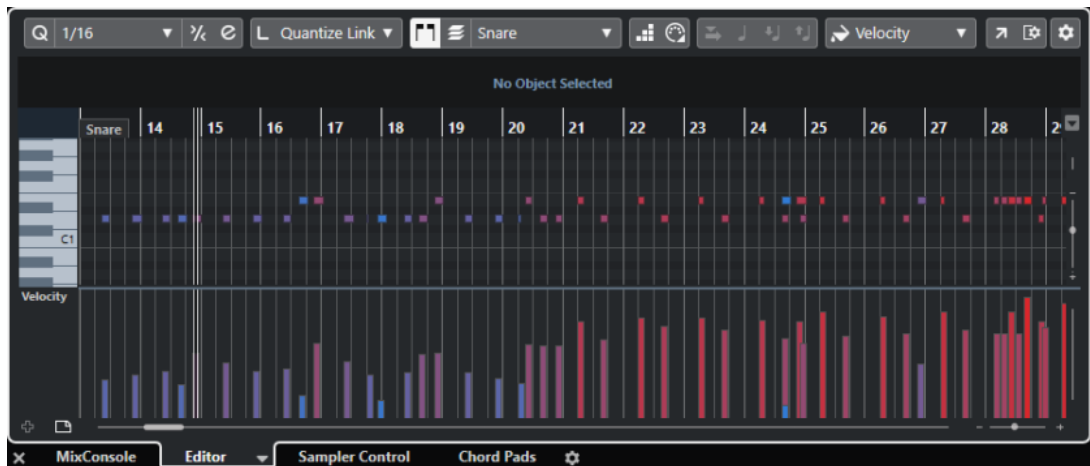 Q 1/16 L Quantize Link Snare Velocity
No Object Selected
Snare 14 15 16 17 18 19 20 21 22 23 24 25 26 27 28
C1
Velocity
MixConsole Editor Sampler Control Chord Pads